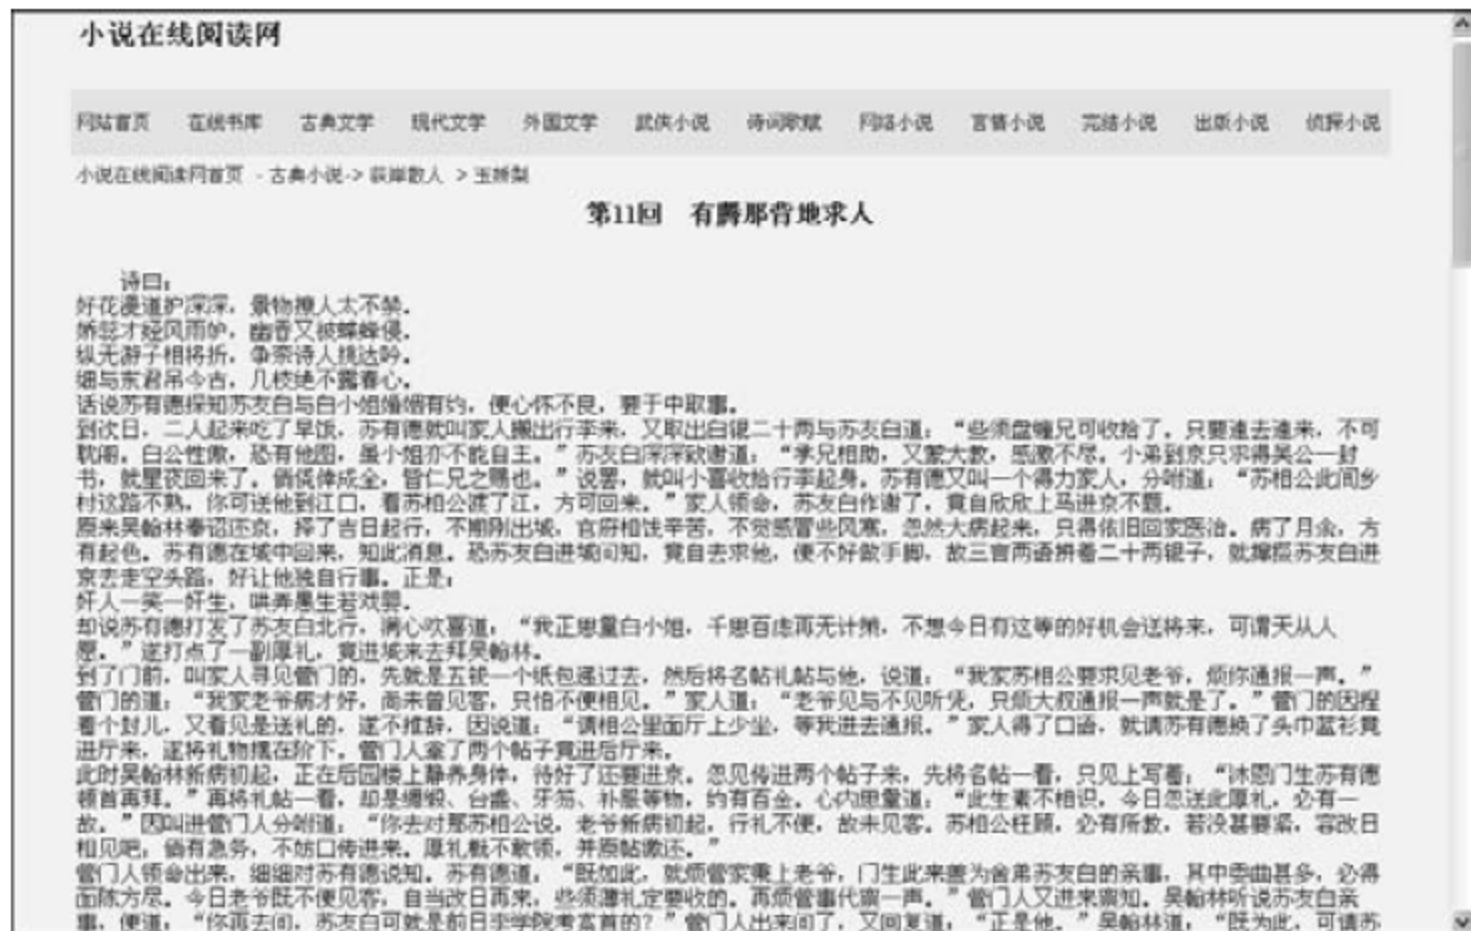 小说在线阅读网
网站首页 在线书库 古典文学 现代文学 外国文学 武侠小说 诗词歌赋 网络小说 言情小说 完结小说 出版小说 侦探小说
小说在线阅读网首页 - 古典小说-> 荻岸散人 > 玉娇梨
第11回 有腾那背地求人
诗曰:
好花漫道护深深,景物撩人太不禁。
娇蕊才经风雨妒,幽香又被蝶蜂侵。
纵无游子相将折,争奈诗人挑达吟。
细与东君吊今古,几枝绝不露春心。
话说苏有德探知苏友白与白小姐婚姻有约,便心怀不良,要于中取事。
到次日,二人起来吃了早饭,苏有德就叫家人搬出行李来,又取出白银二十两与苏友白道:“些须盘缠兄可收拾了。只要速去速来,不可
耽阁。白公性傲,恐有他图,虽小姐亦不能自主。”苏友白深深致谢道:“学兄相助,又蒙大教,感激不尽。小弟到京只求得吴公一封
书,就星夜回来了。倘侥倖成全,皆仁兄之赐也。”说罢,就叫小喜收拾行李起身。苏有德又叫一个得力家人,分咐道:“苏相公此间乡
村这路不熟,你可送他到江口,看苏相公渡了江,方可回来。”家人领命,苏友白作谢了,竟自欣欣上马进京不题。
原来吴翰林奉诏还京,择了吉日起行,不期刚出城,官府相饯辛苦,不觉感冒些风寒,忽然大病起来,只得依旧回家医治。病了月余,方
有起色。苏有德在城中回来,知此消息。恐苏友白进城问知,竟自去求他,便不好做手脚,故三言两语拚着二十两银子,就撺掇苏友白进
京去走空头路,好让他独自行事。正是:
奸人一笑一奸生,哄弄愚生若戏婴。
却说苏有德打发了苏友白北行,满心欢喜道:“我正思量白小姐,千思百虑再无计策,不想今日有这等的好机会送将来,可谓天从人
愿。”遂打点了一副厚礼,竟进城来去拜吴翰林。
到了门前,叫家人寻见管门的,先就是五钱一个纸包递过去,然后将名帖礼帖与他,说道:“我家苏相公要求见老爷,烦你通报一声。”
管门的道:“我家老爷病才好,尚未曾见客,只怕不便相见。”家人道:“老爷见与不见听凭,只烦大叔通报一声就是了。”管门的因捏
着个封儿,又看见是送礼的,遂不推辞,因说道:“请相公里面厅上少坐,等我进去通报。”家人得了口语,就请苏有德换了头巾蓝衫竟
进厅来,遂将礼物摆在阶下,管门人拿了两个帖子竟进后厅来。
此时吴翰林新病初起,正在后园楼上静养身体,待好了还要进京。忽见传进两个帖子来,先将名帖一看,只见上写着:“沐恩门生苏有德
顿首再拜。”再将礼帖一看,却是绸缎、台盏、牙笏、补服等物,约有百金。心内思量道:“此生素不相识,今日忽送此厚礼,必有一
故。”因叫进管门人分咐道:“你去对那苏相公说,老爷新病初起,行礼不便,故未见客。苏相公枉顾,必有所教,若没甚要紧,容改日
相见吧;倘有急务,不妨口传进来。厚礼概不敢领,并原帖缴还。”
管门人领命出来,细细对苏有德说知。苏有德道:“既如此,就烦管家禀上老爷,门生此来盖为舍弟苏友白的亲事,其中委曲甚多,必得
面陈方尽。今日老爷既不便见客,自当改日再来,些须薄礼定要收的。再烦管事代禀一声。”管门人又进来禀知。吴翰林听说苏友白亲
事,便道:“你再去问,苏友白可就是前日李学院考案首的?”管门人出来问了,又回复道:“正是他。”吴翰林道:“既为此,可请苏